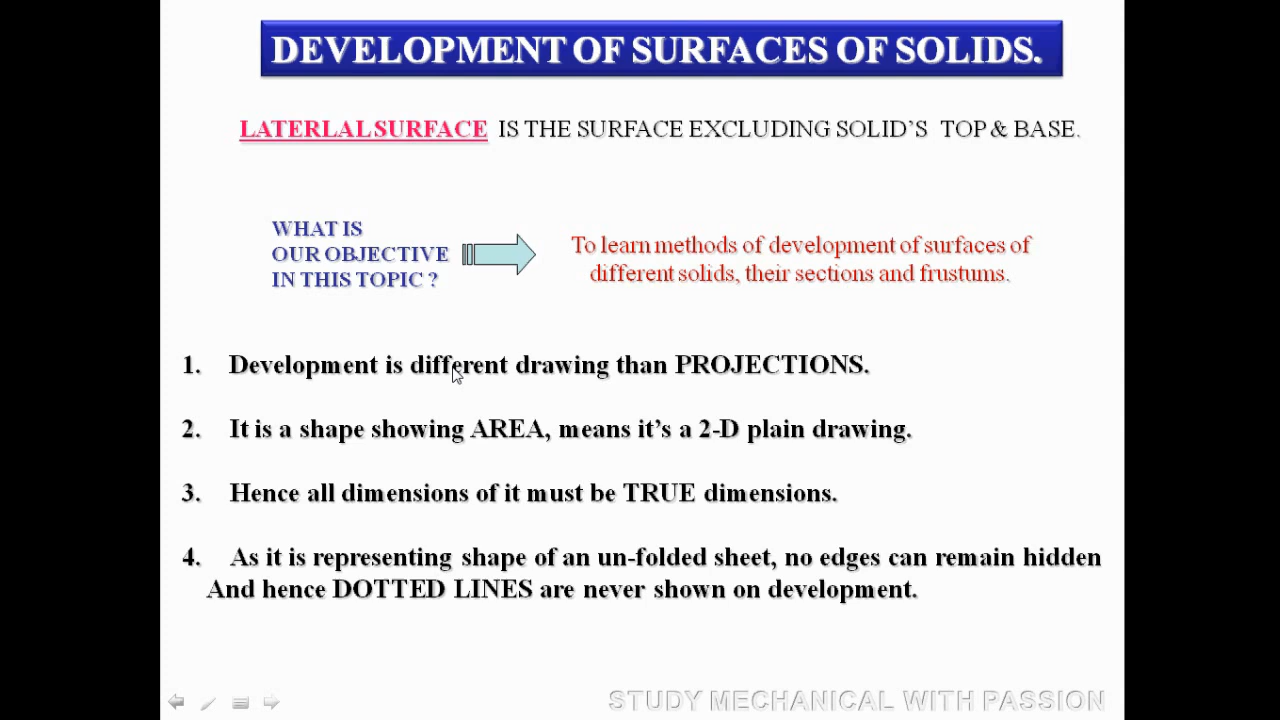 DEVELOPMENT OF SURFACES OF SOLIDS.
LATERLAL SURFACE IS THE SURFACE EXCLUDING SOLID'S TOP & BASE.
WHAT IS
OUR OBJECTIVE
IN THIS TOPIC ?
To learn methods of development of surfaces of
different solids, their sections and frustums.
1. Development is different drawing than PROJECTIONS.
2. It is a shape showing AREA, means it's a 2-D plain drawing.
3. Hence all dimensions of it must be TRUE dimensions.
4. As it is representing shape of an un-folded sheet, no edges can remain hidden
And hence DOTTED LINES are never shown on development.
STUDY MECHANICAL WITH PASSION